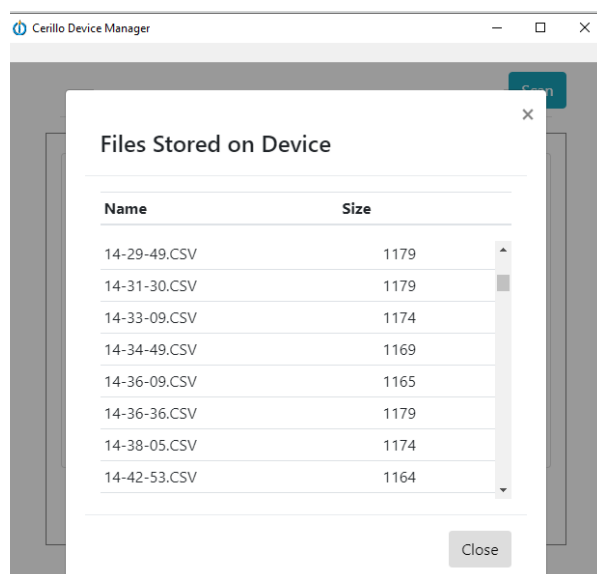 Cerillo Device Manager
Scan
×
Files Stored on Device
Name Size
14-29-49.CSV 1179
14-31-30.CSV 1179
14-33-09.CSV 1174
14-34-49.CSV 1169
14-36-09.CSV 1165
14-36-36.CSV 1179
14-38-05.CSV 1174
14-42-53.CSV 1164
Close